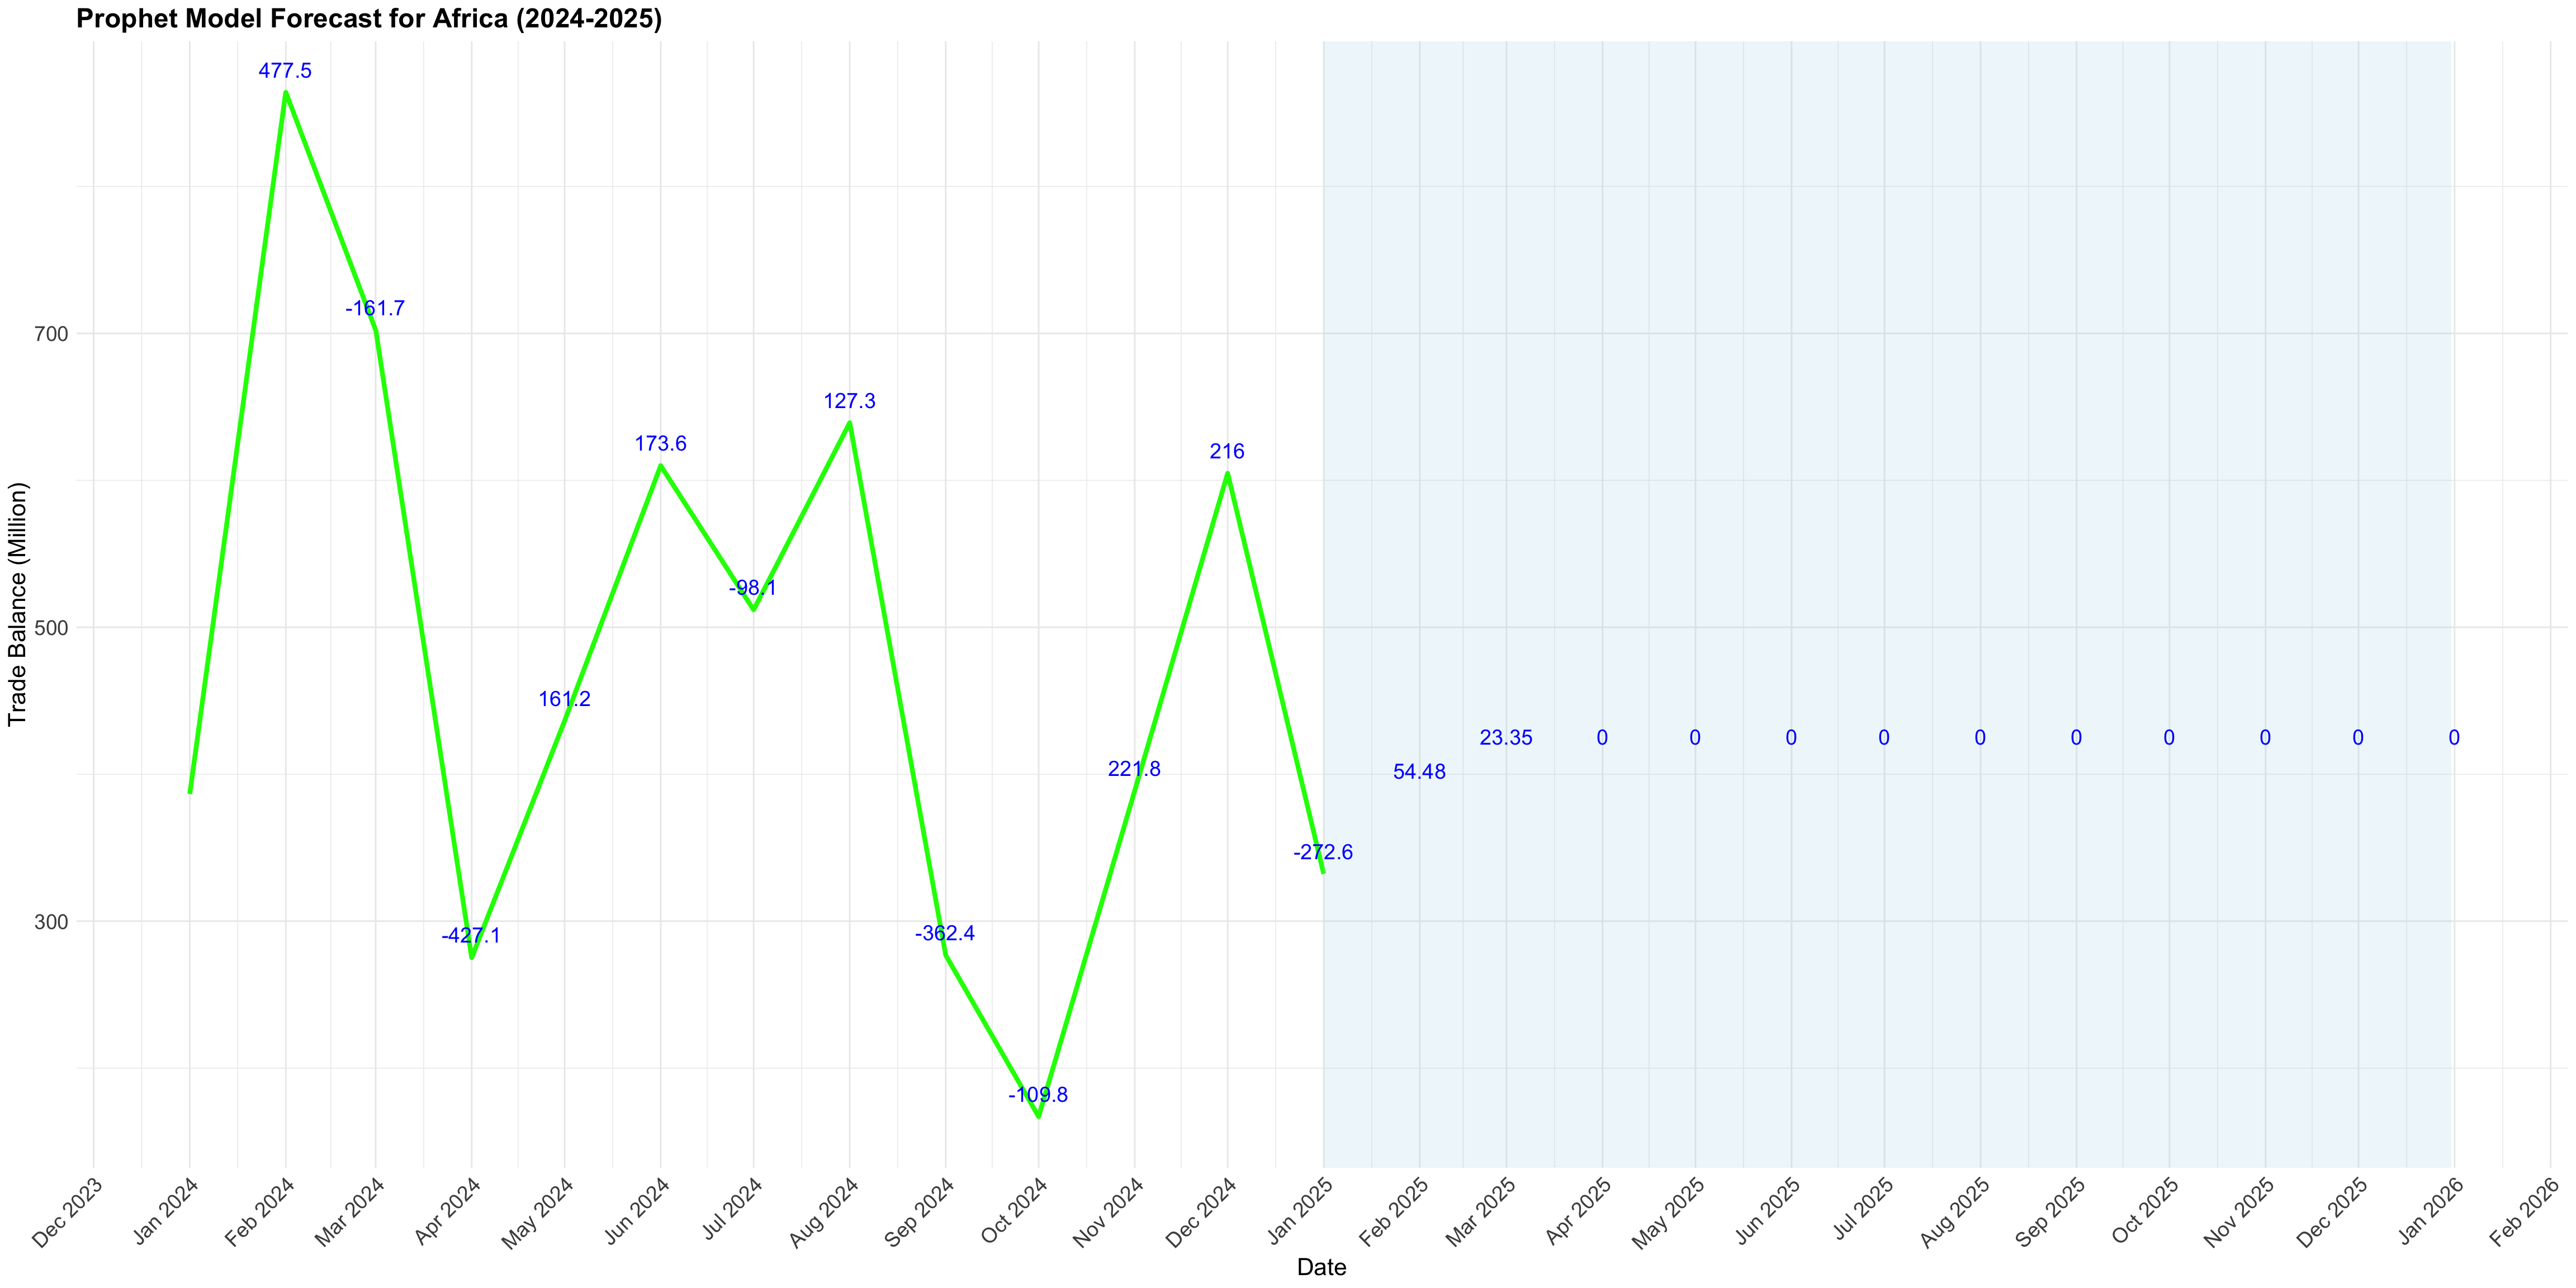 Prophet Model Forecast for Africa (2024-2025)
Trade Balance (Million)
700
500
300
477.5
-161.7
-427.1
161.2
173.6
-98.1
127.3
-362.4
-109.8
221.8
216
-272.6
54.48
23.35
0
0
0
0
0
0
0
0
0
0
Dec 2023
Jan 2024
Feb 2024
Mar 2024
Apr 2024
May 2024
Jun 2024
Jul 2024
Aug 2024
Sep 2024
Oct 2024
Nov 2024
Dec 2024
Jan 2025
Feb 2025
Mar 2025
Apr 2025
May 2025
Jun 2025
Jul 2025
Aug 2025
Sep 2025
Oct 2025
Nov 2025
Dec 2025
Jan 2026
Feb 2026
Date